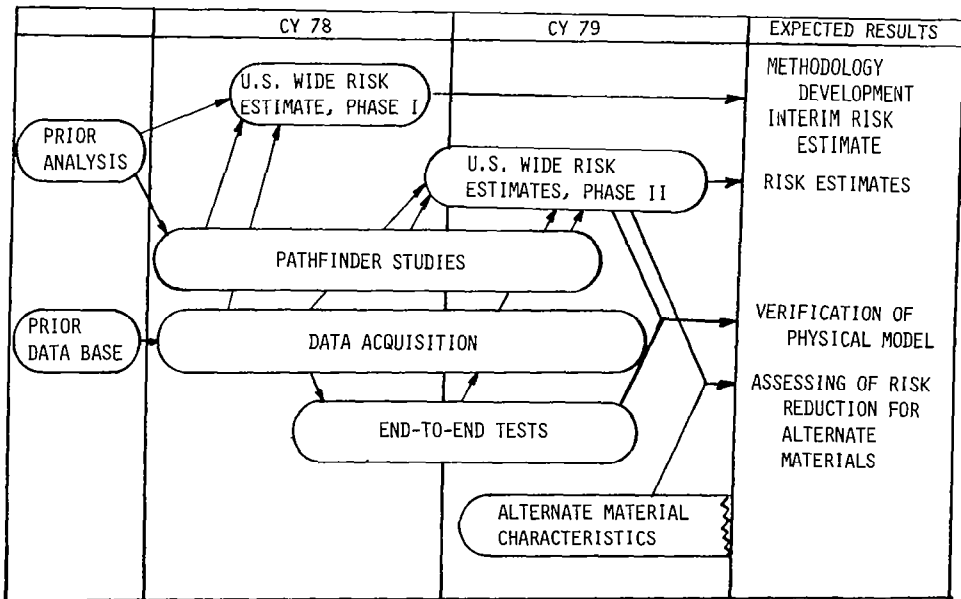 CY 78
CY 79
EXPECTED RESULTS
U.S. WIDE RISK
ESTIMATE, PHASE I
METHODOLOGY
DEVELOPMENT
INTERIM RISK
ESTIMATE
PRIOR
ANALYSIS
U.S. WIDE RISK
ESTIMATES, PHASE II
RISK ESTIMATES
PATHFINDER STUDIES
PRIOR
DATA BASE
DATA ACQUISITION
VERIFICATION OF
PHYSICAL MODEL
END-TO-END TESTS
ASSESSING OF RISK
REDUCTION FOR
ALTERNATE
MATERIALS
ALTERNATE MATERIAL
CHARACTERISTICS